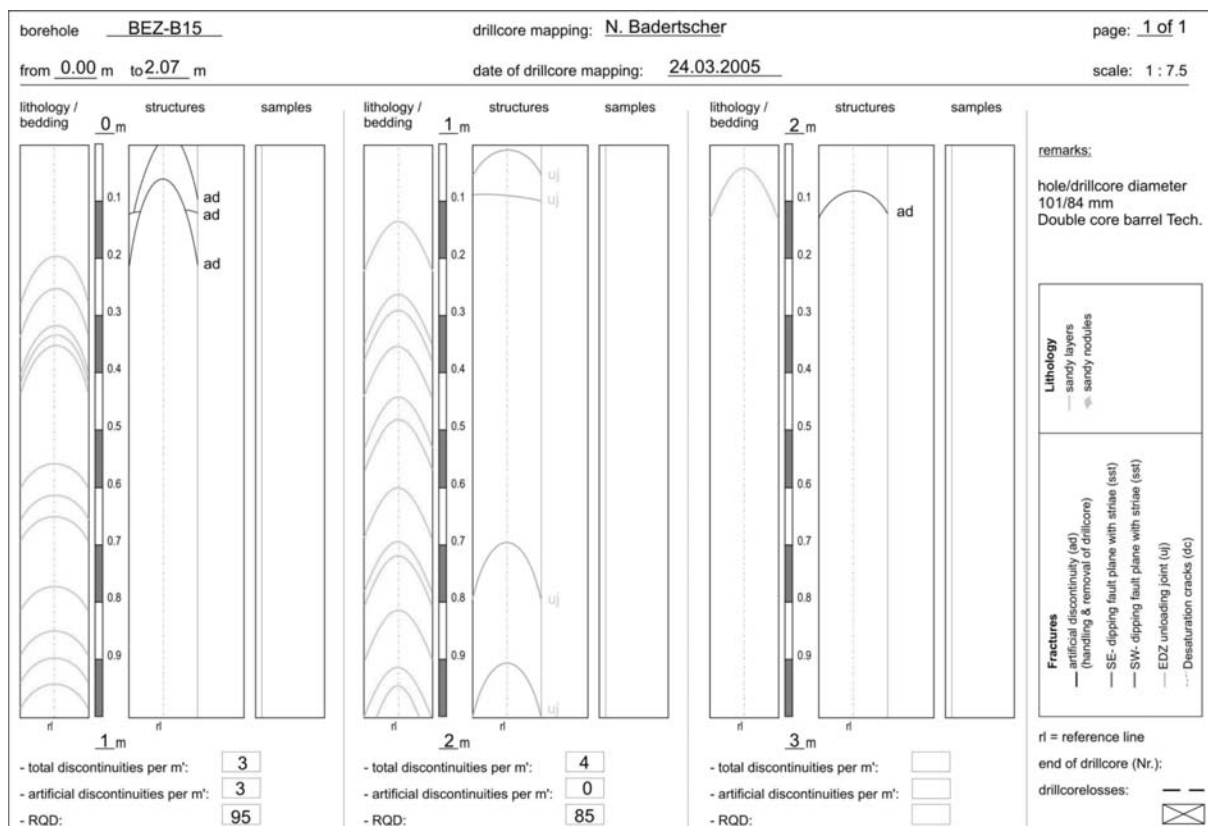 borehole BEZ-B15 drillcore mapping: N. Badertscher page: 1 of 1
from 0.00 m to 2.07 m date of drillcore mapping: 24.03.2005 scale: 1 : 7.5
lithology / bedding 0 m structures samples
0.1
0.2
0.3
0.4
0.5
0.6
0.7
0.8
0.9
ad
ad
ad
rl rl
1 m
- total discontinuities per m': 3
- artificial discontinuities per m': 3
- RQD: 95
lithology / bedding 1 m structures samples
0.1
0.2
0.3
0.4
0.5
0.6
0.7
0.8
0.9
uj
uj
uj
uj
rl rl
2 m
- total discontinuities per m': 4
- artificial discontinuities per m': 0
- RQD: 85
lithology / bedding 2 m structures samples
0.1
0.2
0.3
0.4
0.5
0.6
0.7
0.8
0.9
ad
rl rl
3 m
- total discontinuities per m':
- artificial discontinuities per m':
- RQD:
remarks:
hole/drillcore diameter
101/84 mm
Double core barrel Tech.
Lithology
sandy layers
sandy nodules
Fractures
artificial discontinuity (ad)
(handling & removal of drillcore)
SE- dipping fault plane with striae (sst)
SW- dipping fault plane with striae (sst)
EDZ unloading joint (uj)
Desaturation cracks (dc)
rl = reference line
end of drillcore (Nr.):
drillcorelosses: